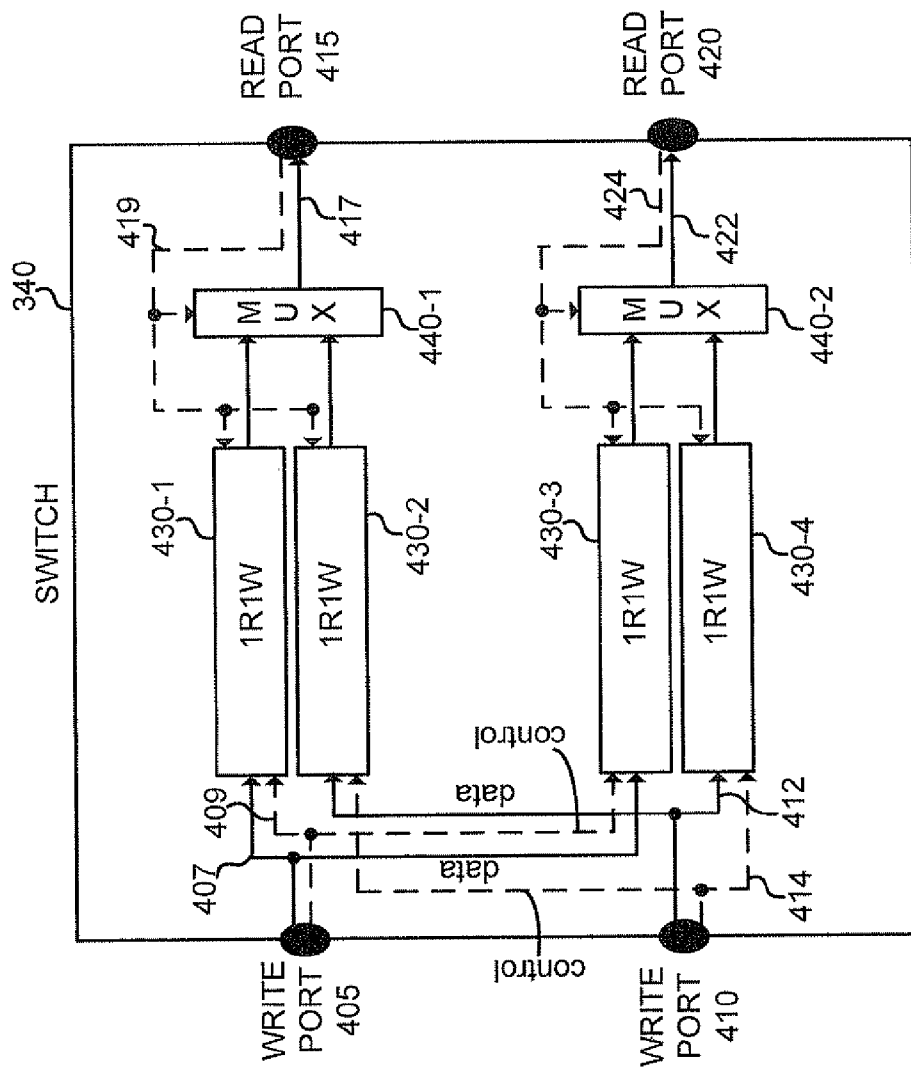 SWITCH
340
WRITE
PORT
405
WRITE
PORT
410
407
409
data
control
data
control
412
414
430-1
1R1W
1R1W
430-2
430-3
1R1W
1R1W
430-4
419
M
U
X
440-1
417
M
U
X
440-2
424
422
READ
PORT
415
READ
PORT
420